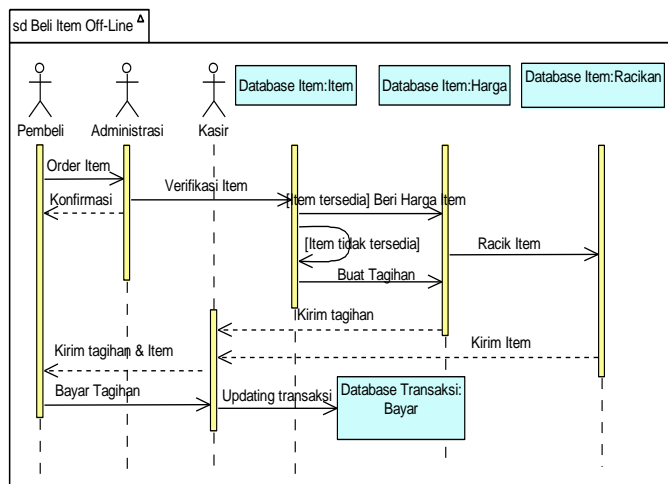 sd Beli Item Off-Line
Database Item:Item
Database Item:Harga
Database Item:Racikan
Pembeli
Administrasi
Kasir
Order Item
Verifikasi Item
Konfirmasi
[Item tersedia] Beri Harga Item
[Item tidak tersedia]
Racik Item
Buat Tagihan
Kirim tagihan
Kirim Item
Kirim tagihan & Item
Bayar Tagihan
Updating transaksi
Database Transaksi:
Bayar